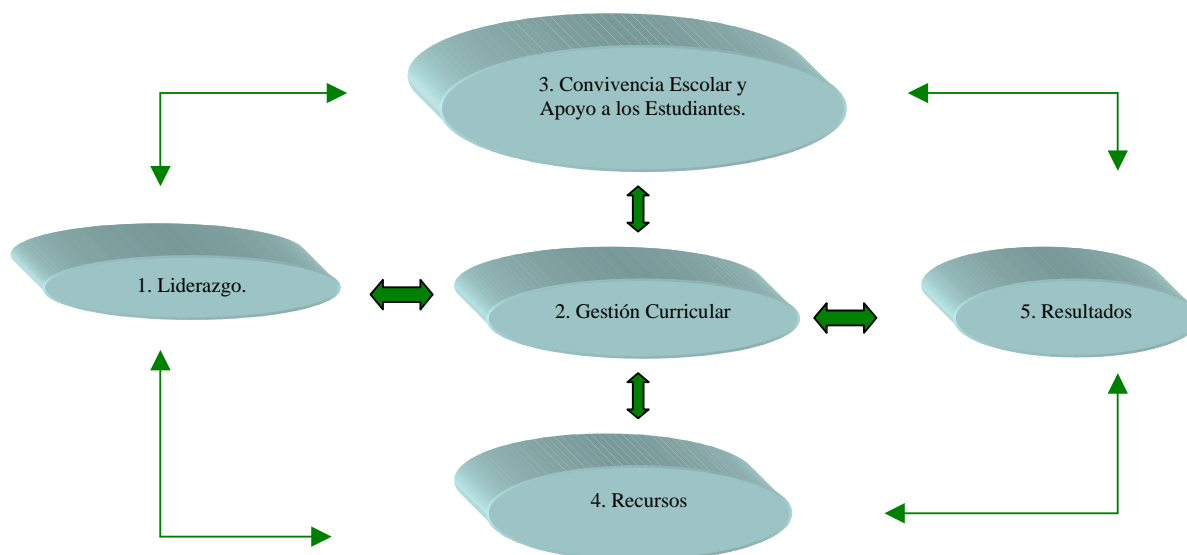 3. Convivencia Escolar y
Apoyo a los Estudiantes.
1. Liderazgo.
2. Gestión Curricular
5. Resultados
4. Recursos